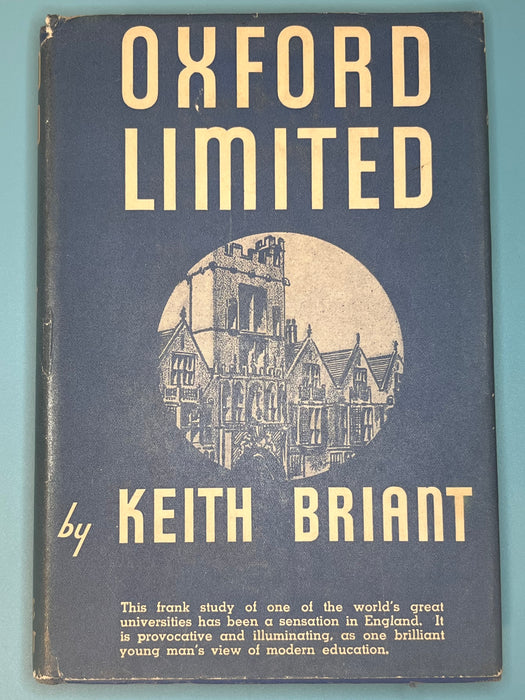 OXFORD
LIMITED
by KEITH BRIANT
This frank study of one of the world's great
universities has been a sensation in England. It
is provocative and illuminating, as one brilliant
young man's view of modern education.